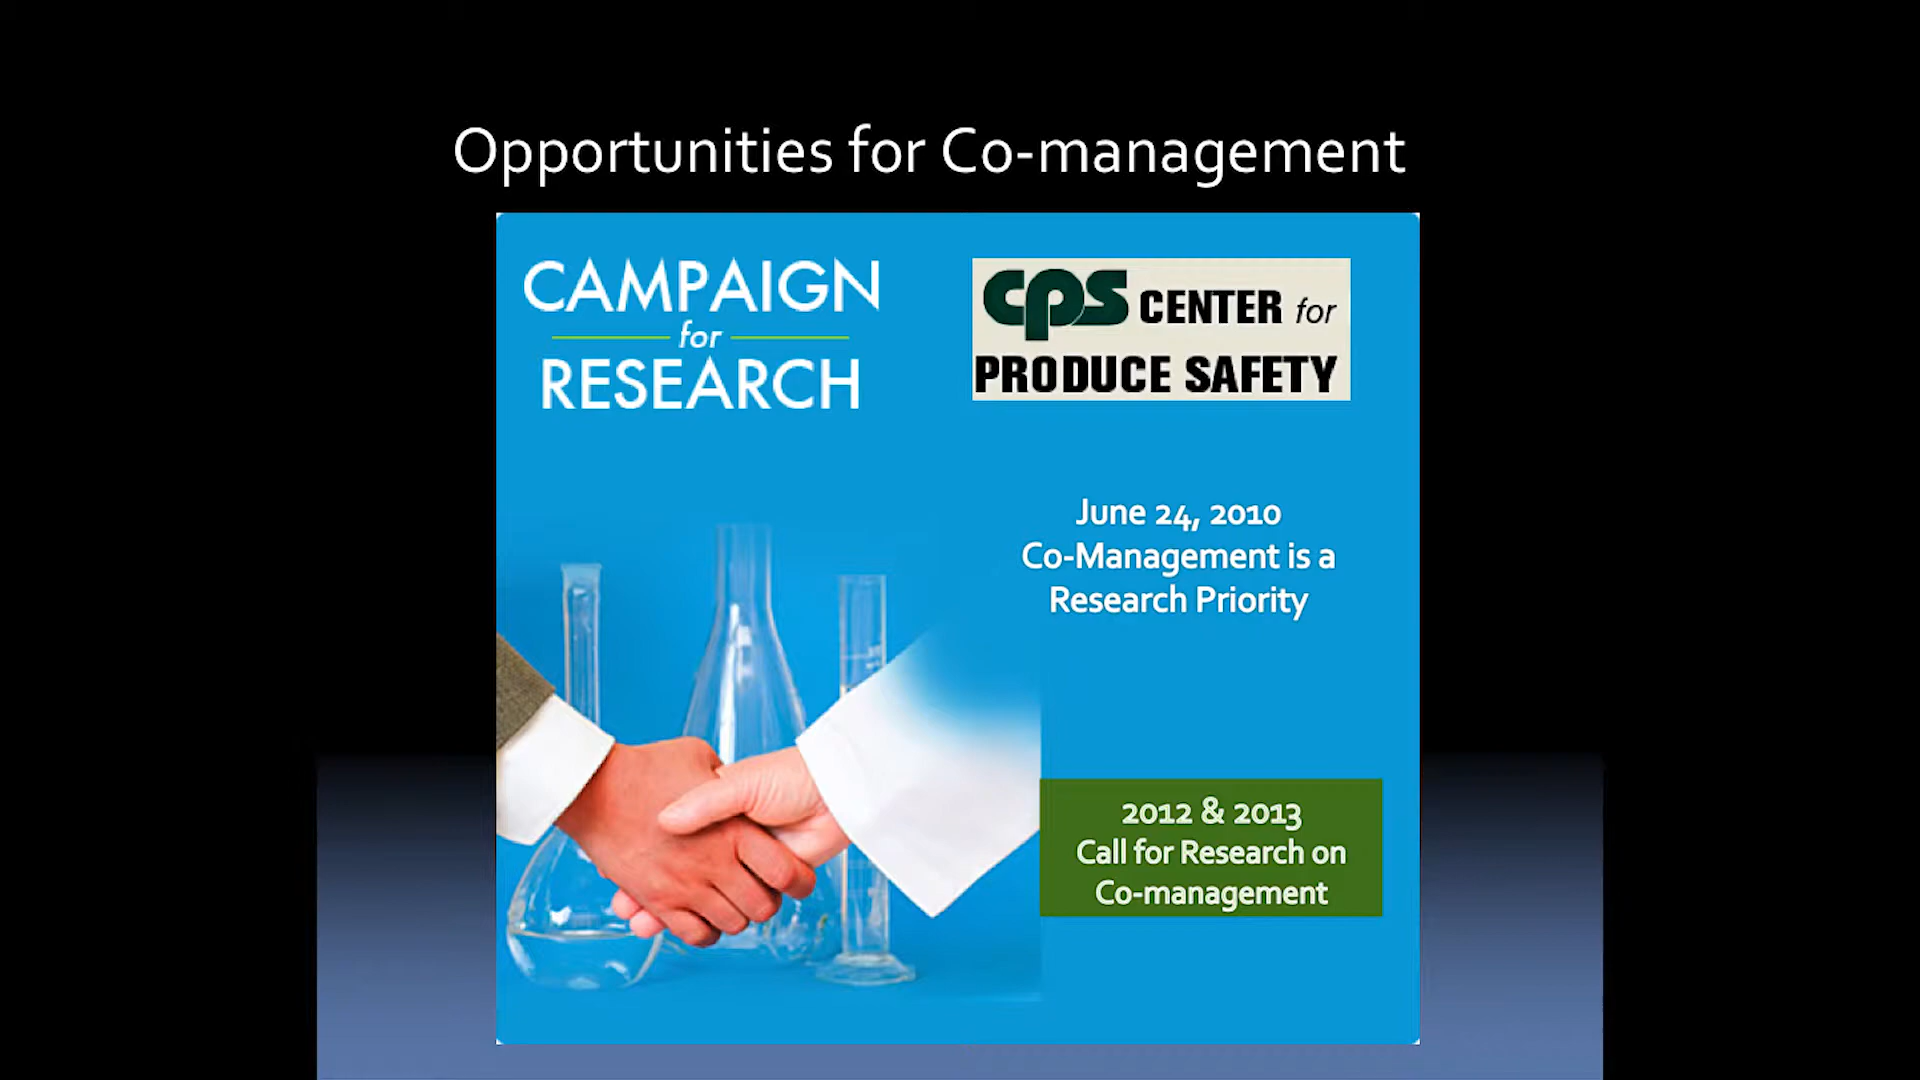 Opportunities for Co-management
CAMPAIGN
for
RESEARCH
cps CENTER for
PRODUCE SAFETY
June 24, 2010
Co-Management is a
Research Priority
2012 & 2013
Call for Research on
Co-management